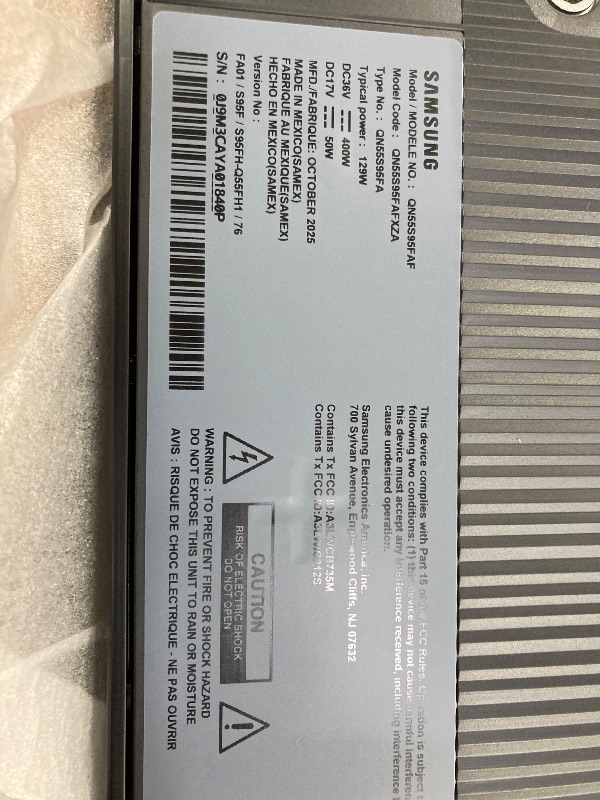 SAMSUNG
Model / MODELE NO. : QN55S95FAF
Model Code : QN55S95FAFXZA
Type No. : QN55S95FA
Typical power : 129W
DC36V 400W
DC17V 50W
MFD./FABRIQUE: OCTOBER 2025
MADE IN MEXICO(SAMEX)
FABRIQUE AU MEXIQUE(SAMEX)
HECHO EN MEXICO(SAMEX)
Version No :
FA01 / S95F / S95FH-Q55FH1 / 76
S/N : 0J9M3CAYA01840P
This device complies with Part 15 of the FCC Rules. Operation is subject
following two conditions: (1) this device may not cause harmful
this device must accept any interference received, including interference
cause undesired operation.
Samsung Electronics America, Inc.
700 Sylvan Avenue, Englewood Cliffs, NJ 07632
Contains Tx FCC ID:A3LWCB735M
Contains Tx FCC
CAUTION
RISK OF ELECTRIC SHOCK
DO NOT OPEN
WARNING : TO PREVENT FIRE OR SHOCK HAZARD
DO NOT EXPOSE THIS UNIT TO RAIN OR MOISTURE
AVIS : RISQUE DE CHOC ELECTRIQUE - NE PAS OUVRIR